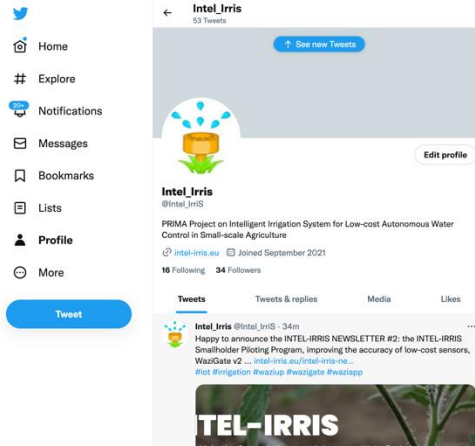 Intel_Irris
53 Tweets
Home
↑ See new Tweets
Explore
20+
Notifications
Messages
Edit profile
Bookmarks
Intel_Irris
@Intel_IrriS
Lists
PRIMA Project on Intelligent Irrigation System for Low-cost Autonomous Water
Control in Small-scale Agriculture
Profile
intel-irris.eu Joined September 2021
More
16 Following 34 Followers
Tweets Tweets & replies Media Likes
Tweet
Intel_Irris @Intel_IrriS · 34m
Happy to announce the INTEL-IRRIS NEWSLETTER #2: the INTEL-IRRIS
Smallholder Piloting Program, improving the accuracy of low-cost sensors,
WaziGate v2 ... intel-irris.eu/intel-irris-ne...
#iot #irrigation #waziup #wazigate #waziapp
TEL-IRRIS